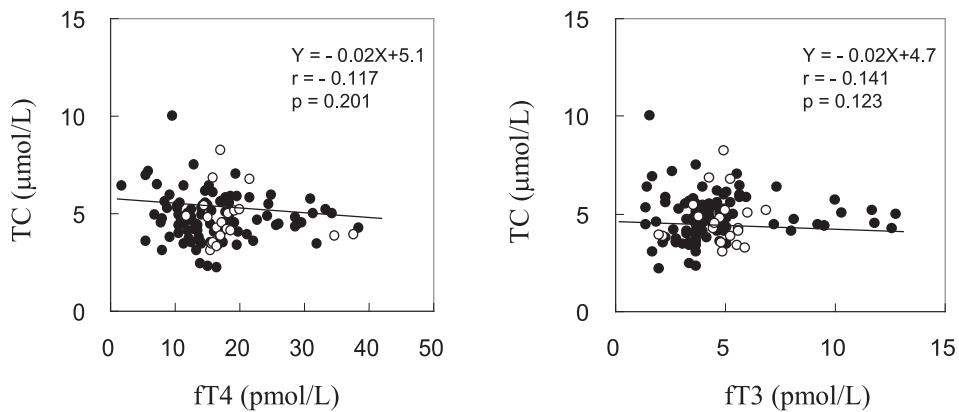 15
10
5
0
TC (μmol/L)
Y = - 0.02X+5.1
r = - 0.117
p = 0.201
0
10
20
30
40
50
fT4 (pmol/L)
15
10
5
0
TC (μmol/L)
Y = - 0.02X+4.7
r = - 0.141
p = 0.123
0
5
10
15
fT3 (pmol/L)